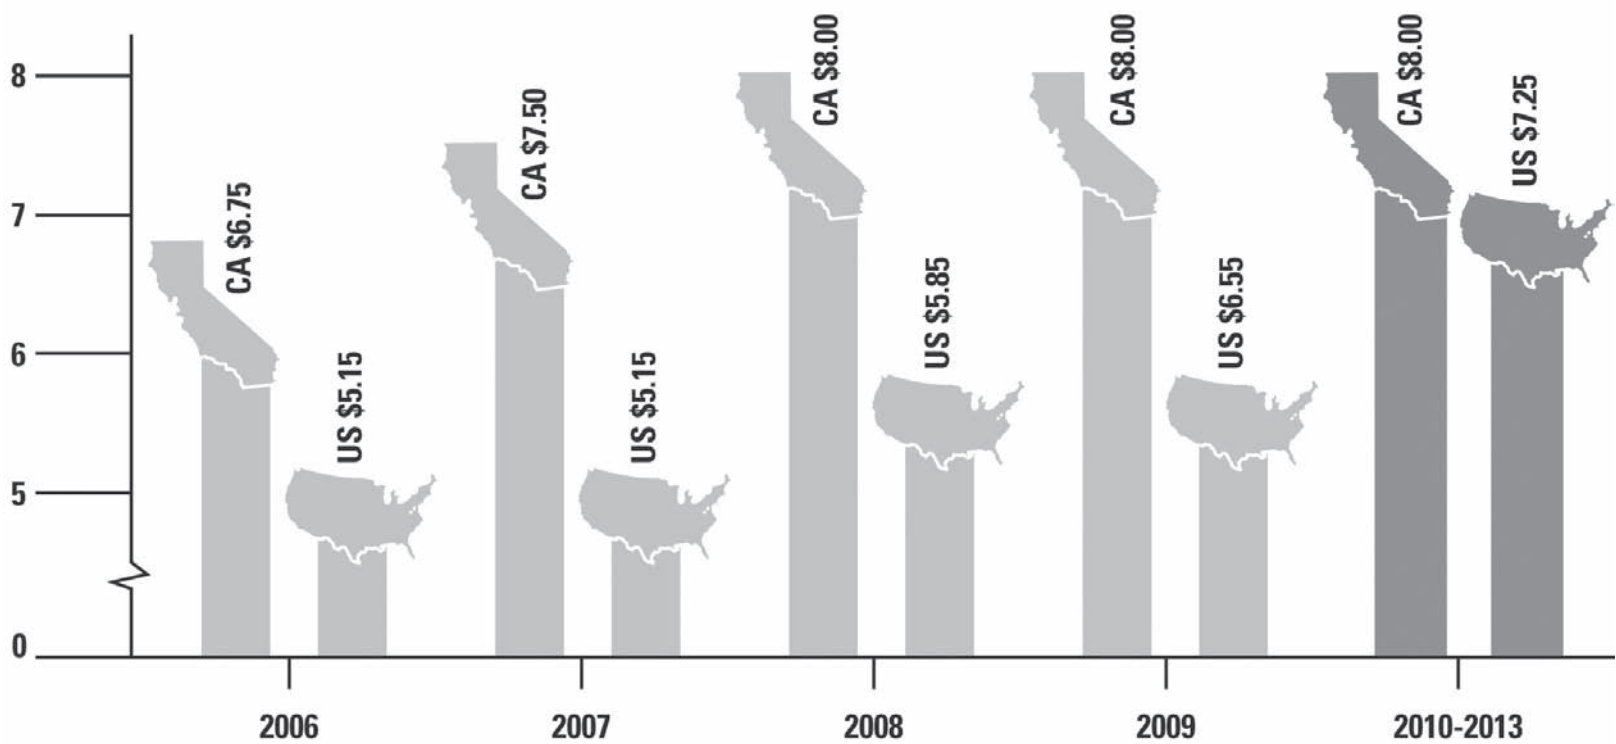 8
7
6
5
0
CA $6.75
US $5.15
CA $7.50
US $5.15
CA $8.00
US $5.85
CA $8.00
US $6.55
CA $8.00
US $7.25
2006
2007
2008
2009
2010-2013